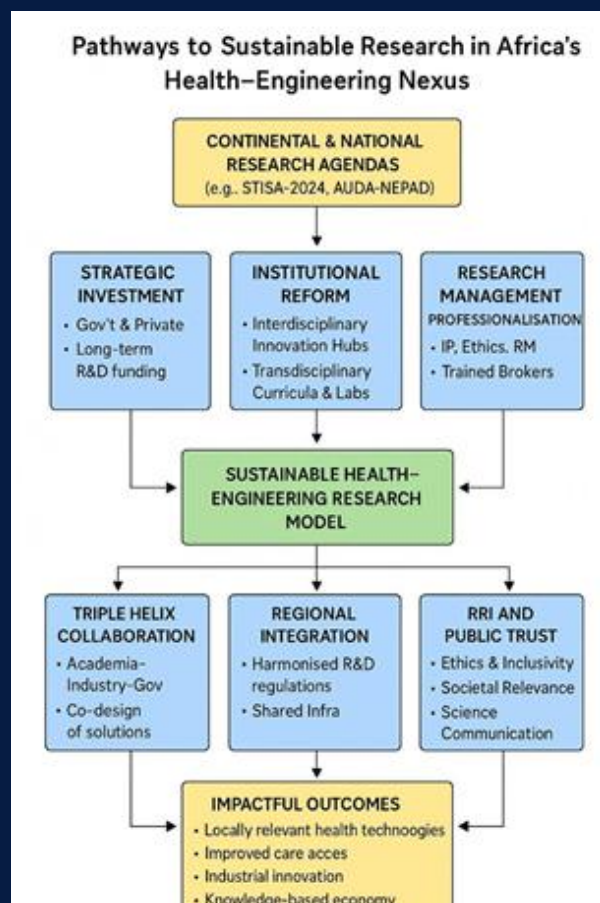 Pathways to Sustainable Research in Africa's
Health–Engineering Nexus
CONTINENTAL & NATIONAL
RESEARCH AGENDAS
(e.g., STISA-2024, AUDA-NEPAD)
STRATEGIC
INVESTMENT
• Gov't & Private
• Long-term
R&D funding
INSTITUTIONAL
REFORM
• Interdisciplinary
Innovation Hubs
• Transdisciplinary
Curricula & Labs
RESEARCH
MANAGEMENT
PROFESSIONALISATION
• IP, Ethics. RM
• Trained Brokers
SUSTAINABLE HEALTH–
ENGINEERING RESEARCH
MODEL
TRIPLE HELIX
COLLABORATION
• Academia-
Industry-Gov
• Co-design
of solutions
REGIONAL
INTEGRATION
• Harmonised R&D
regulations
• Shared Infra
RRI AND
PUBLIC TRUST
• Ethics & Inclusivity
• Societal Relevance
• Science
Communication
IMPACTFUL OUTCOMES
• Locally relevant health technoogies
• Improved care acces
• Industrial innovation
• Knowledge-based economy